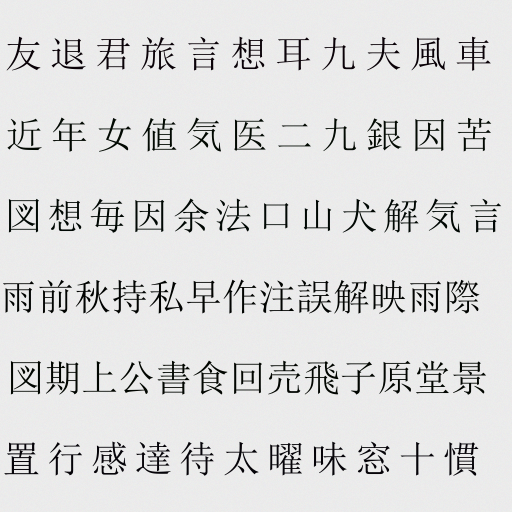 友退君旅言想耳九夫風車
近年女値気医二九銀因苦
図想毎因余法口山犬解気言
雨前秋持私早作注誤解映雨際
図期上公書食回売飛子原堂景
置行感達待太曜味窓十慣